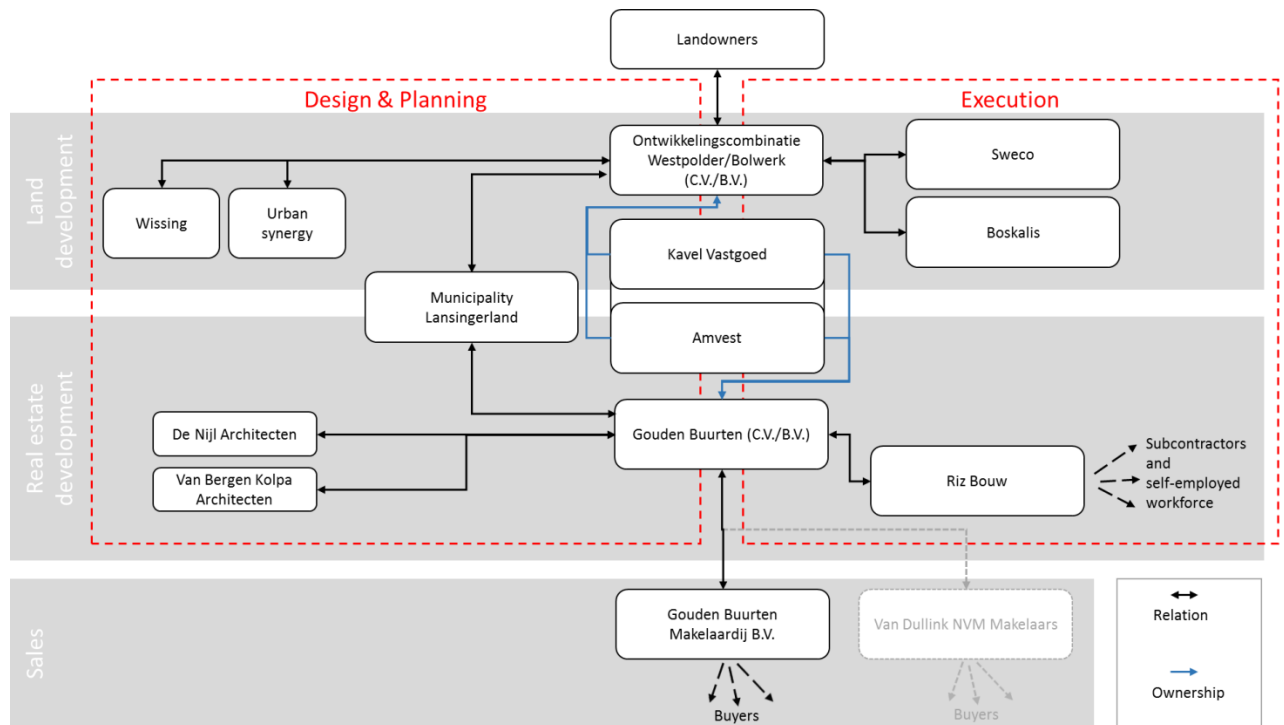 Landowners
Design & Planning
Execution
Land
development
Ontwikkelingscombinatie
Westpolder/Bolwerk
(C.V./B.V.)
Sweco
Wissing
Urban
synergy
Boskalis
Kavel Vastgoed
Municipality
Lansingerland
Amvest
Real estate
development
De Nijl Architecten
Gouden Buurten (C.V./B.V.)
Van Bergen Kolpa
Architecten
Riz Bouw
Subcontractors
and
self-employed
workforce
Sales
Gouden Buurten
Makelaardij B.V.
Van Dullink NVM Makelaars
Buyers
Buyers
Relation
Ownership